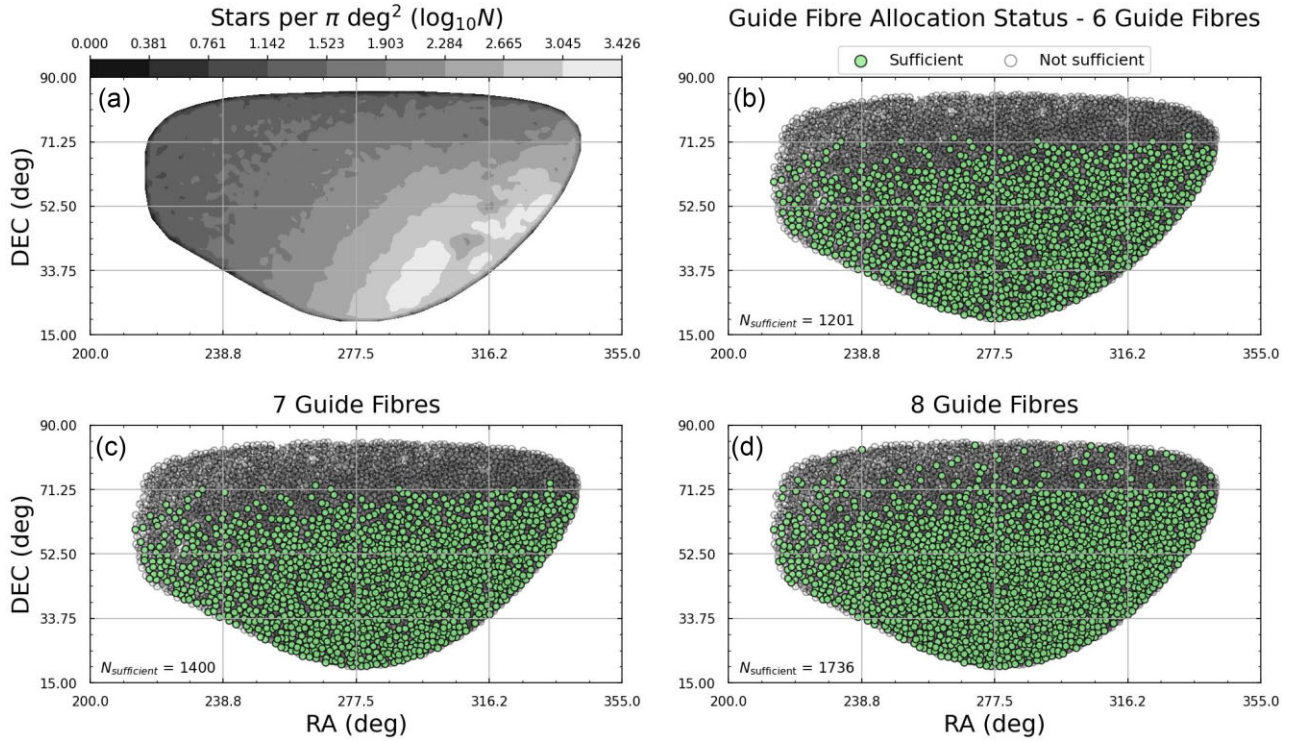 Stars per π deg² (log₁₀N)
0.000 0.381 0.761 1.142 1.523 1.903 2.284 2.665 3.045 3.426
90.00
71.25
52.50
33.75
15.00
DEC (deg)
(a)
200.0 238.8 277.5 316.2 355.0
Guide Fibre Allocation Status - 6 Guide Fibres
Sufficient Not sufficient
90.00
71.25
52.50
33.75
15.00
(b)
N_sufficient = 1201
200.0 238.8 277.5 316.2 355.0
7 Guide Fibres
90.00
71.25
52.50
33.75
15.00
DEC (deg)
(c)
N_sufficient = 1400
200.0 238.8 277.5 316.2 355.0
RA (deg)
8 Guide Fibres
90.00
71.25
52.50
33.75
15.00
(d)
N_sufficient = 1736
200.0 238.8 277.5 316.2 355.0
RA (deg)